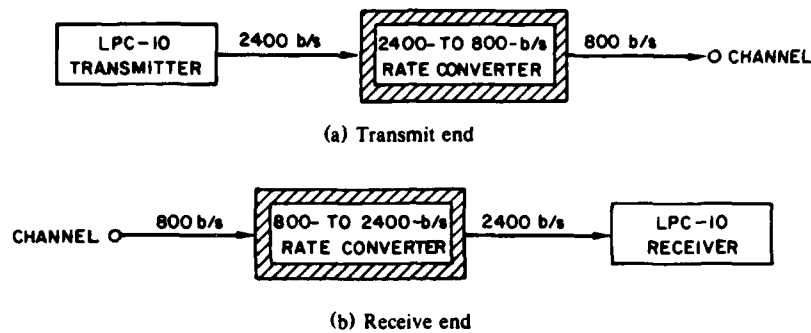 LPC-10
TRANSMITTER
2400 b/s
2400- TO 800-b/s
RATE CONVERTER
800 b/s
CHANNEL
(a) Transmit end
CHANNEL
800 b/s
800- TO 2400-b/s
RATE CONVERTER
2400 b/s
LPC-10
RECEIVER
(b) Receive end